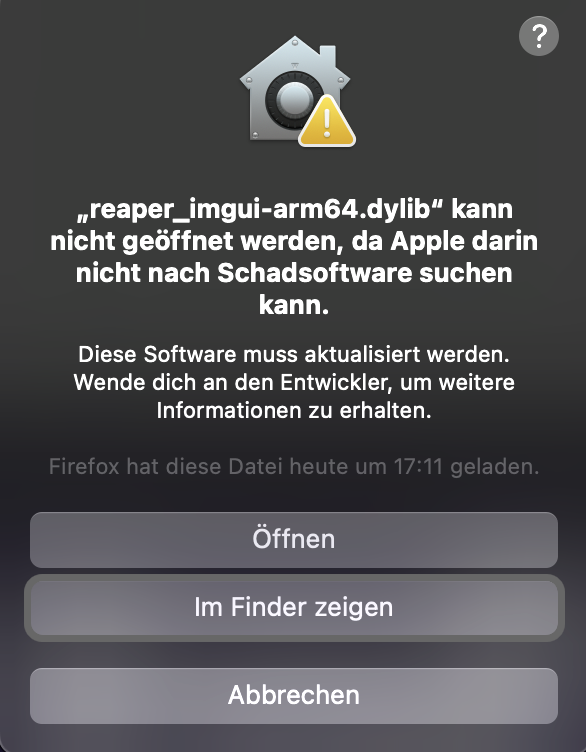 ?
„reaper_imgui-arm64.dylib“ kann
nicht geöffnet werden, da Apple darin
nicht nach Schadsoftware suchen
kann.
Diese Software muss aktualisiert werden.
Wende dich an den Entwickler, um weitere
Informationen zu erhalten.
Firefox hat diese Datei heute um 17:11 geladen.
Öffnen
Im Finder zeigen
Abbrechen